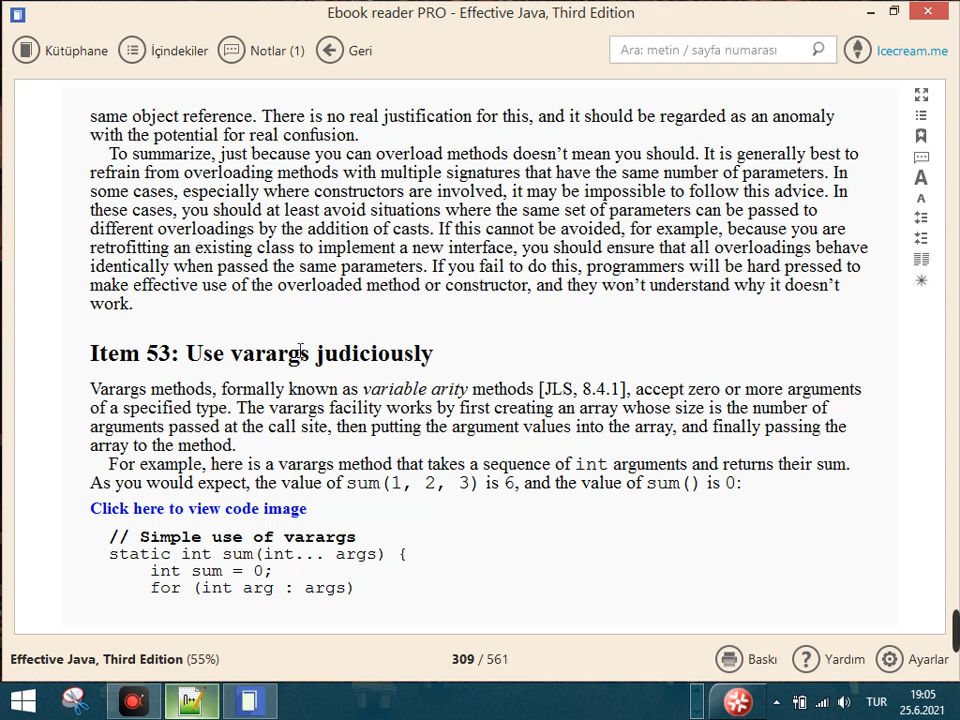 Ebook reader PRO - Effective Java, Third Edition
Kütüphane
İçindekiler
Notlar (1)
Geri
Ara: metin / sayfa numarası
Icecream.me
same object reference. There is no real justification for this, and it should be regarded as an anomaly
with the potential for real confusion.
To summarize, just because you can overload methods doesn’t mean you should. It is generally best to
refrain from overloading methods with multiple signatures that have the same number of parameters. In
some cases, especially where constructors are involved, it may be impossible to follow this advice. In
these cases, you should at least avoid situations where the same set of parameters can be passed to
different overloadings by the addition of casts. If this cannot be avoided, for example, because you are
retrofitting an existing class to implement a new interface, you should ensure that all overloadings behave
identically when passed the same parameters. If you fail to do this, programmers will be hard pressed to
make effective use of the overloaded method or constructor, and they won’t understand why it doesn’t
work.
Item 53: Use varargs judiciously
Varargs methods, formally known as variable arity methods [JLS, 8.4.1], accept zero or more arguments
of a specified type. The varargs facility works by first creating an array whose size is the number of
arguments passed at the call site, then putting the argument values into the array, and finally passing the
array to the method.
For example, here is a varargs method that takes a sequence of int arguments and returns their sum.
As you would expect, the value of sum(1, 2, 3) is 6, and the value of sum() is 0:
Click here to view code image
// Simple use of varargs
static int sum(int... args) {
int sum = 0;
for (int arg : args)
Effective Java, Third Edition (55%)
309 / 561
Baskı
Yardım
Ayarlar
TUR
19:05
25.6.2021